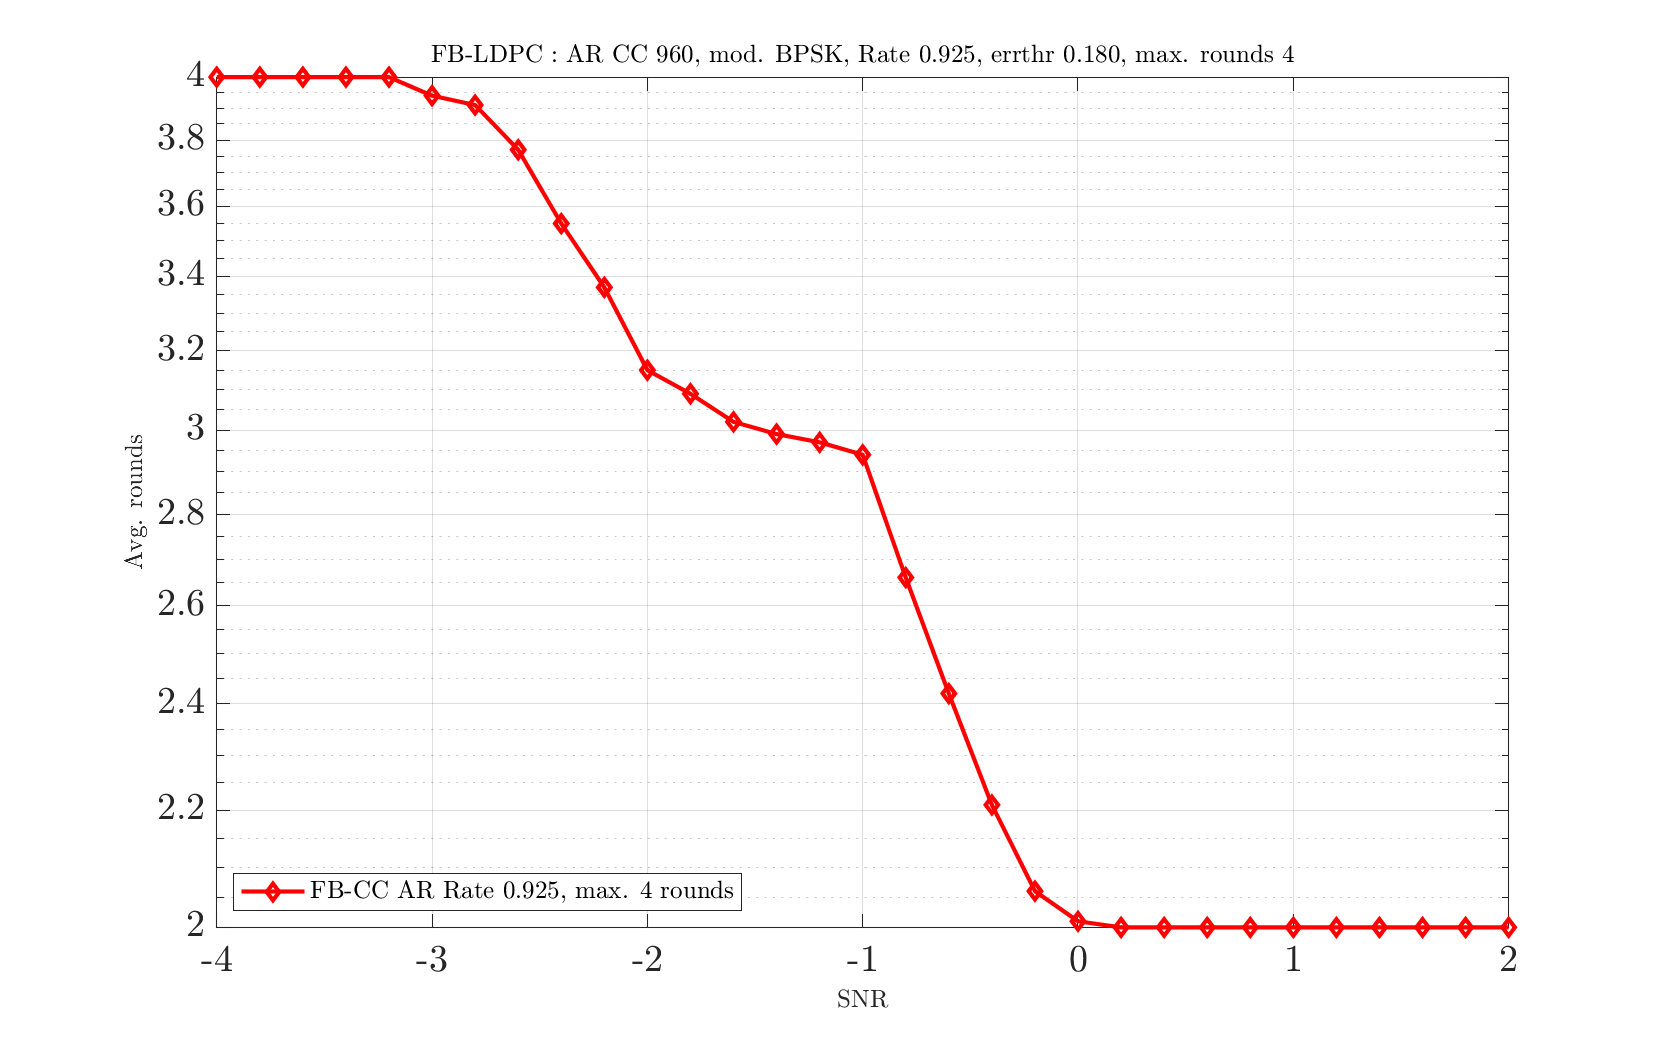 FB-LDPC : AR CC 960, mod. BPSK, Rate 0.925, errthr 0.180, max. rounds 4
4
3.8
3.6
3.4
3.2
3
2.8
2.6
2.4
2.2
2
Avg. rounds
FB-CC AR Rate 0.925, max. 4 rounds
-4 -3 -2 -1 0 1 2
SNR